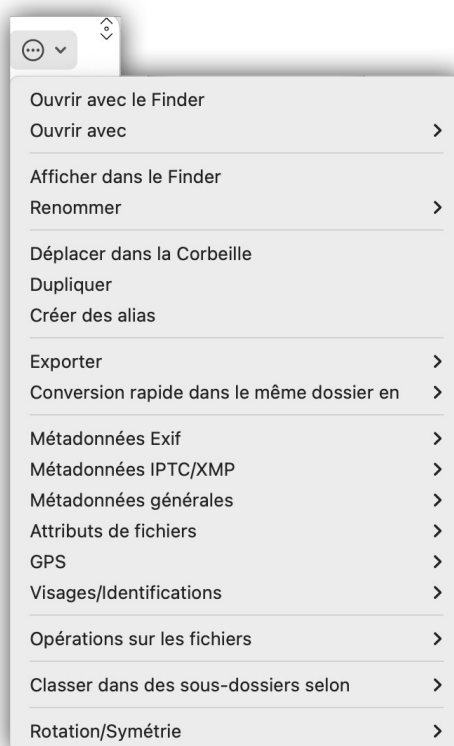 Ouvrir avec le Finder
Ouvrir avec
Afficher dans le Finder
Renommer
Déplacer dans la Corbeille
Dupliquer
Créer des alias
Exporter
Conversion rapide dans le même dossier en
Métadonnées Exif
Métadonnées IPTC/XMP
Métadonnées générales
Attributs de fichiers
GPS
Visages/Identifications
Opérations sur les fichiers
Classer dans des sous-dossiers selon
Rotation/Symétrie